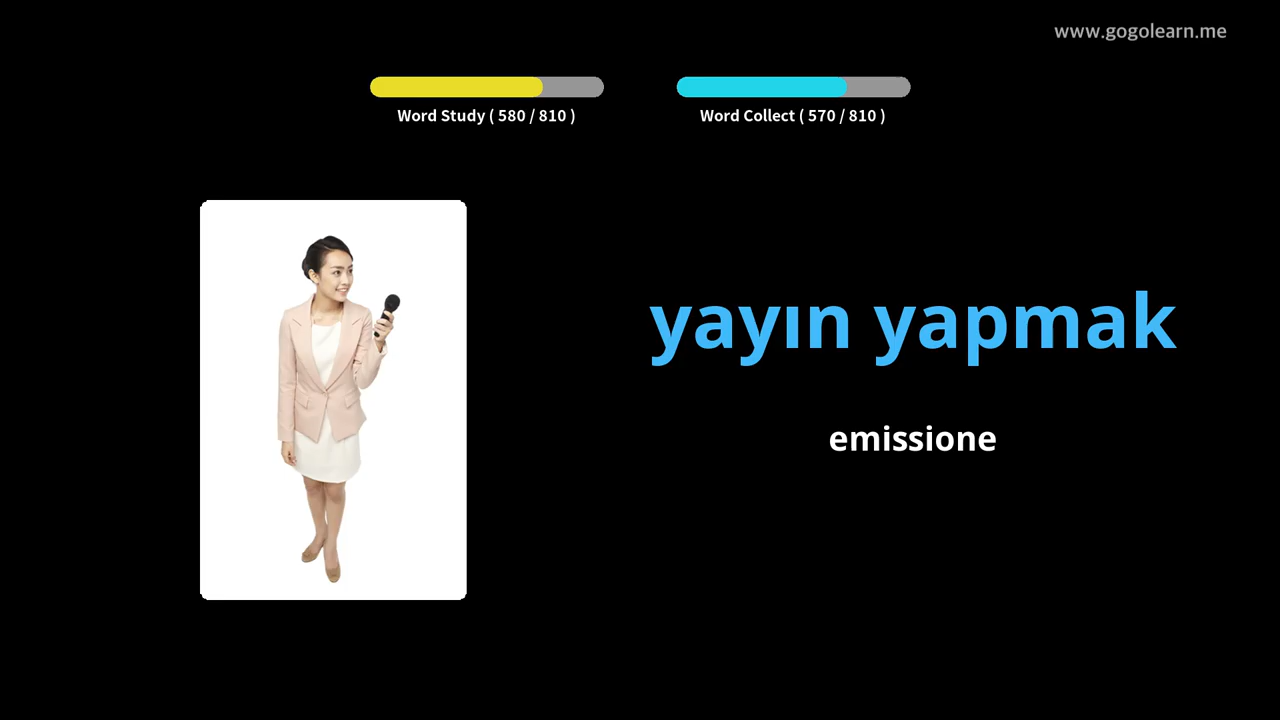 www.gogolearn.me
Word Study ( 580 / 810 )
Word Collect ( 570 / 810 )
yayın yapmak
emissione